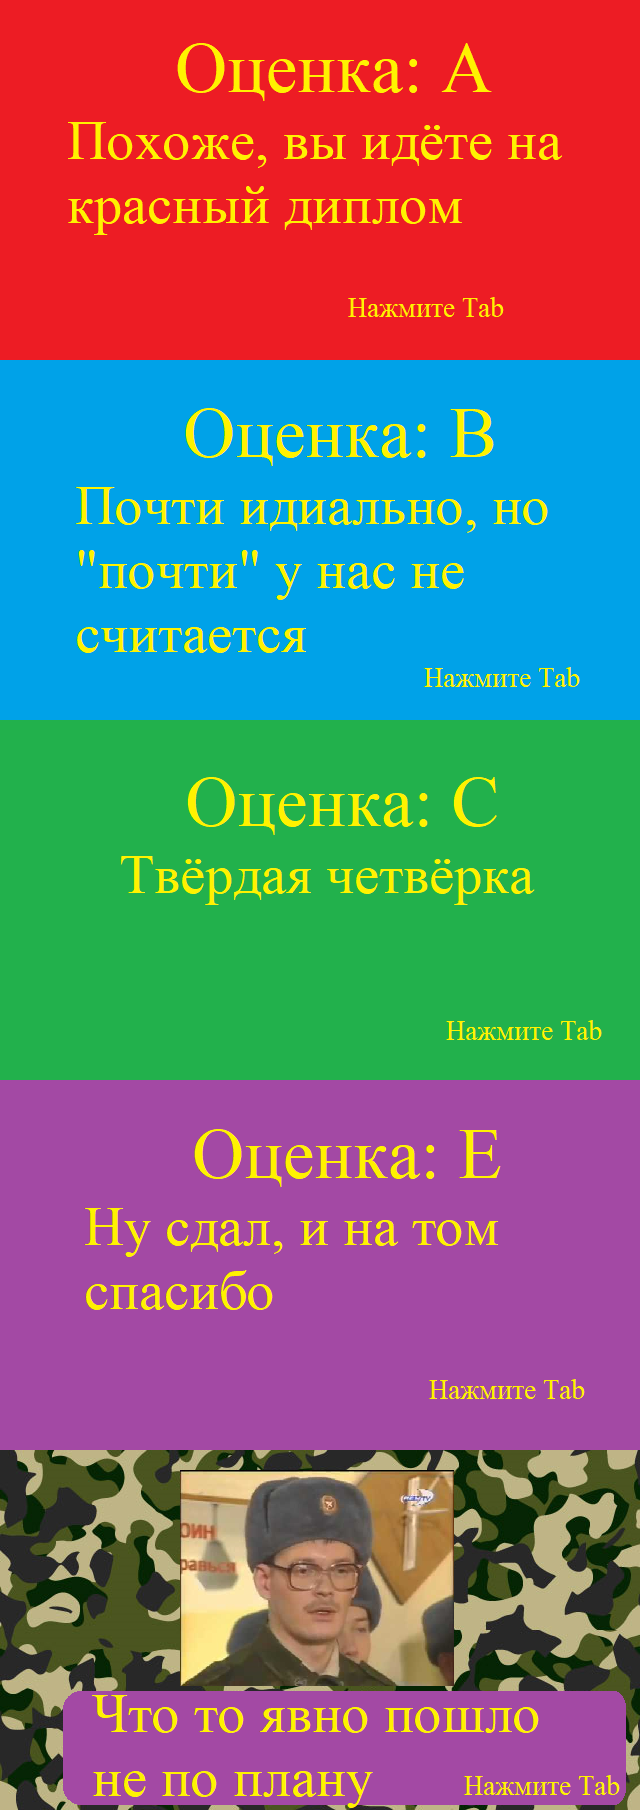 Оценка: A
Похоже, вы идёте на
красный диплом
Нажмите Tab
Оценка: B
Почти идиально, но
"почти" у нас не
считается
Нажмите Tab
Оценка: C
Твёрдая четвёрка
Нажмите Tab
Оценка: E
Ну сдал, и на том
спасибо
Нажмите Tab
Что то явно пошло
не по плану
Нажмите Tab